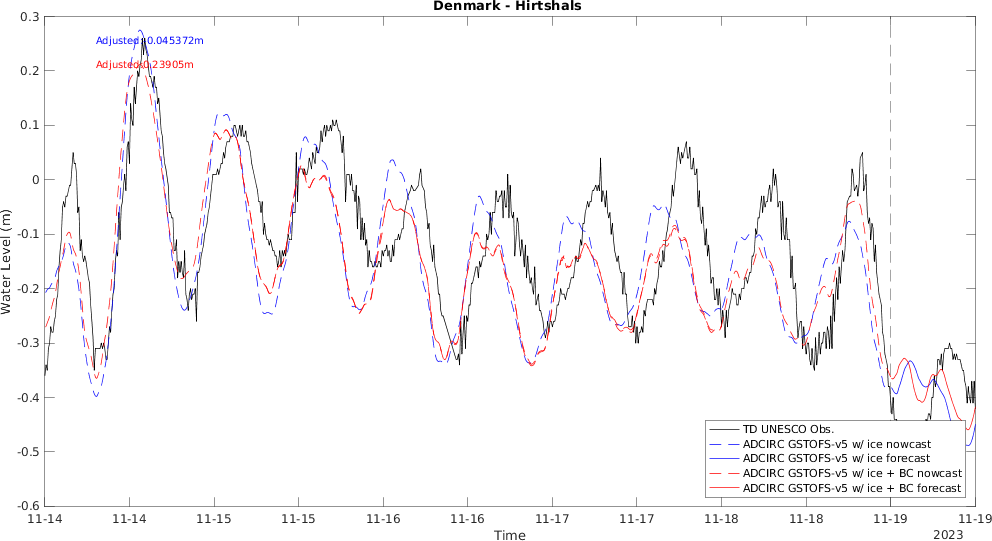 Denmark - Hirtshals
0.3
0.2
0.1
0
-0.1
-0.2
-0.3
-0.4
-0.5
-0.6
Water Level (m)
Adjusted -0.045372m
Adjusted 0.23905m
TD UNESCO Obs.
ADCIRC GSTOFS-v5 w/ ice nowcast
ADCIRC GSTOFS-v5 w/ ice forecast
ADCIRC GSTOFS-v5 w/ ice + BC nowcast
ADCIRC GSTOFS-v5 w/ ice + BC forecast
11-14 11-14 11-15 11-15 11-16 11-16 11-17 11-17 11-18 11-18 11-19 11-19
Time
2023